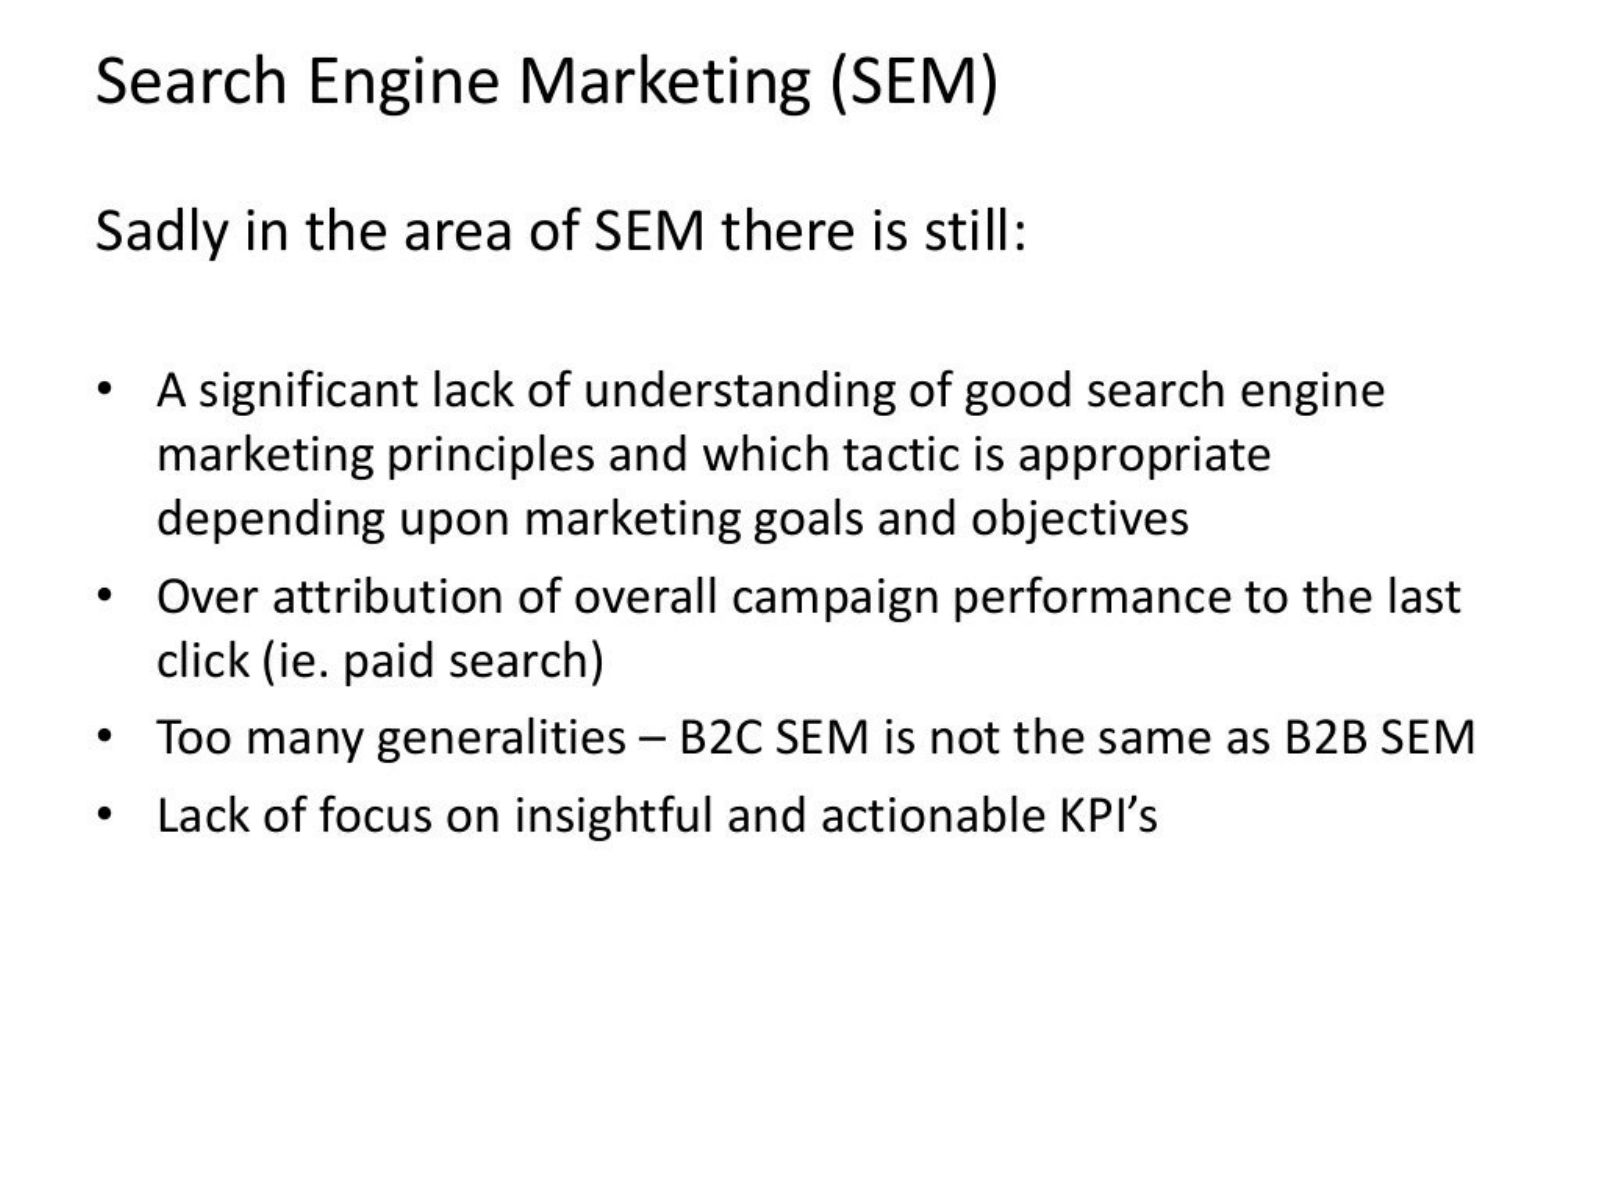 Search Engine Marketing (SEM)
Sadly in the area of SEM there is still:
• A significant lack of understanding of good search engine
marketing principles and which tactic is appropriate
depending upon marketing goals and objectives
• Over attribution of overall campaign performance to the last
click (ie. paid search)
• Too many generalities – B2C SEM is not the same as B2B SEM
• Lack of focus on insightful and actionable KPI’s